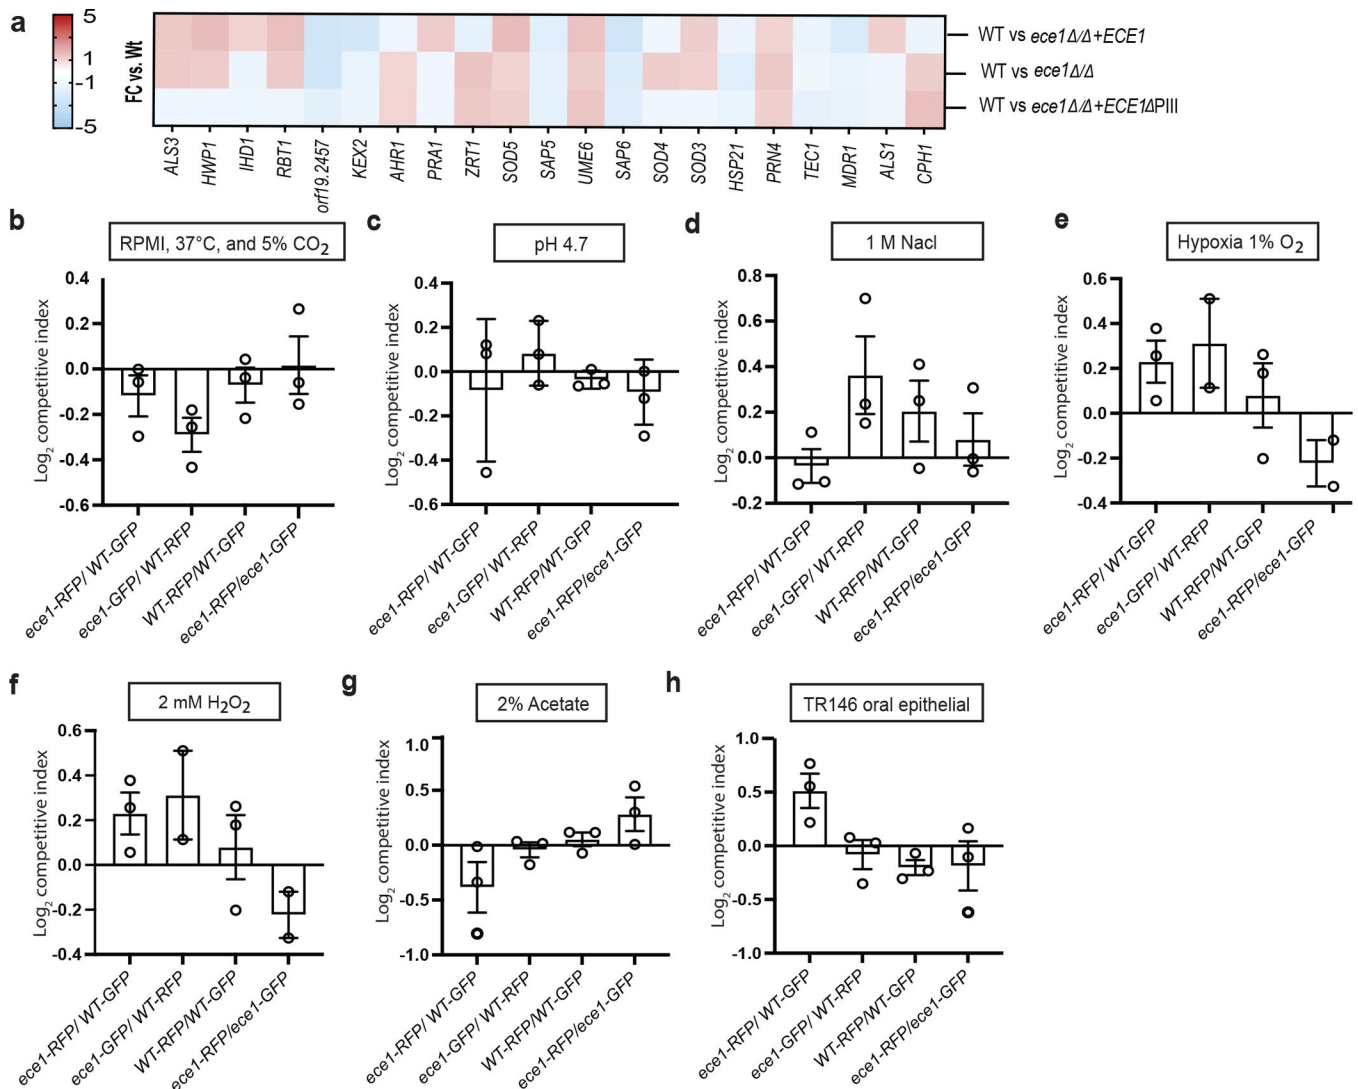 a
5
1
-1
-5
FC vs. Wt
WT vs ece1Δ/Δ+ECE1
WT vs ece1Δ/Δ
WT vs ece1Δ/Δ+ECE1ΔPIII
ALS3
HWP1
IHD1
RBT1
orf19.2457
KEX2
AHR1
PRA1
ZRT1
SOD5
SAP5
UME6
SAP6
SOD4
SOD3
HSP21
PRN4
TEC1
MDR1
ALS1
CPH1
b
RPMI, 37°C, and 5% CO₂
Log₂ competitive index
0.4
0.2
0.0
-0.2
-0.4
-0.6
ece1-RFP/ WT-GFP
ece1-GFP/ WT-RFP
WT-RFP/WT-GFP
ece1-RFP/ece1-GFP
c
pH 4.7
Log₂ competitive index
0.4
0.2
0.0
-0.2
-0.4
-0.6
ece1-RFP/ WT-GFP
ece1-GFP/ WT-RFP
WT-RFP/WT-GFP
ece1-RFP/ece1-GFP
d
1 M Nacl
Log₂ competitive index
0.8
0.6
0.4
0.2
0.0
-0.2
ece1-RFP/ WT-GFP
ece1-GFP/ WT-RFP
WT-RFP/WT-GFP
ece1-RFP/ece1-GFP
e
Hypoxia 1% O₂
Log₂ competitive index
0.6
0.4
0.2
0.0
-0.2
-0.4
ece1-RFP/ WT-GFP
ece1-GFP/ WT-RFP
WT-RFP/WT-GFP
ece1-RFP/ece1-GFP
f
2 mM H₂O₂
Log₂ competitive index
0.6
0.4
0.2
0.0
-0.2
-0.4
ece1-RFP/ WT-GFP
ece1-GFP/ WT-RFP
WT-RFP/WT-GFP
ece1-RFP/ece1-GFP
g
2% Acetate
Log₂ competitive index
1.0
0.5
0.0
-0.5
-1.0
ece1-RFP/ WT-GFP
ece1-GFP/ WT-RFP
WT-RFP/WT-GFP
ece1-RFP/ece1-GFP
h
TR146 oral epithelial
Log₂ competitive index
1.0
0.5
0.0
-0.5
-1.0
ece1-RFP/ WT-GFP
ece1-GFP/ WT-RFP
WT-RFP/WT-GFP
ece1-RFP/ece1-GFP